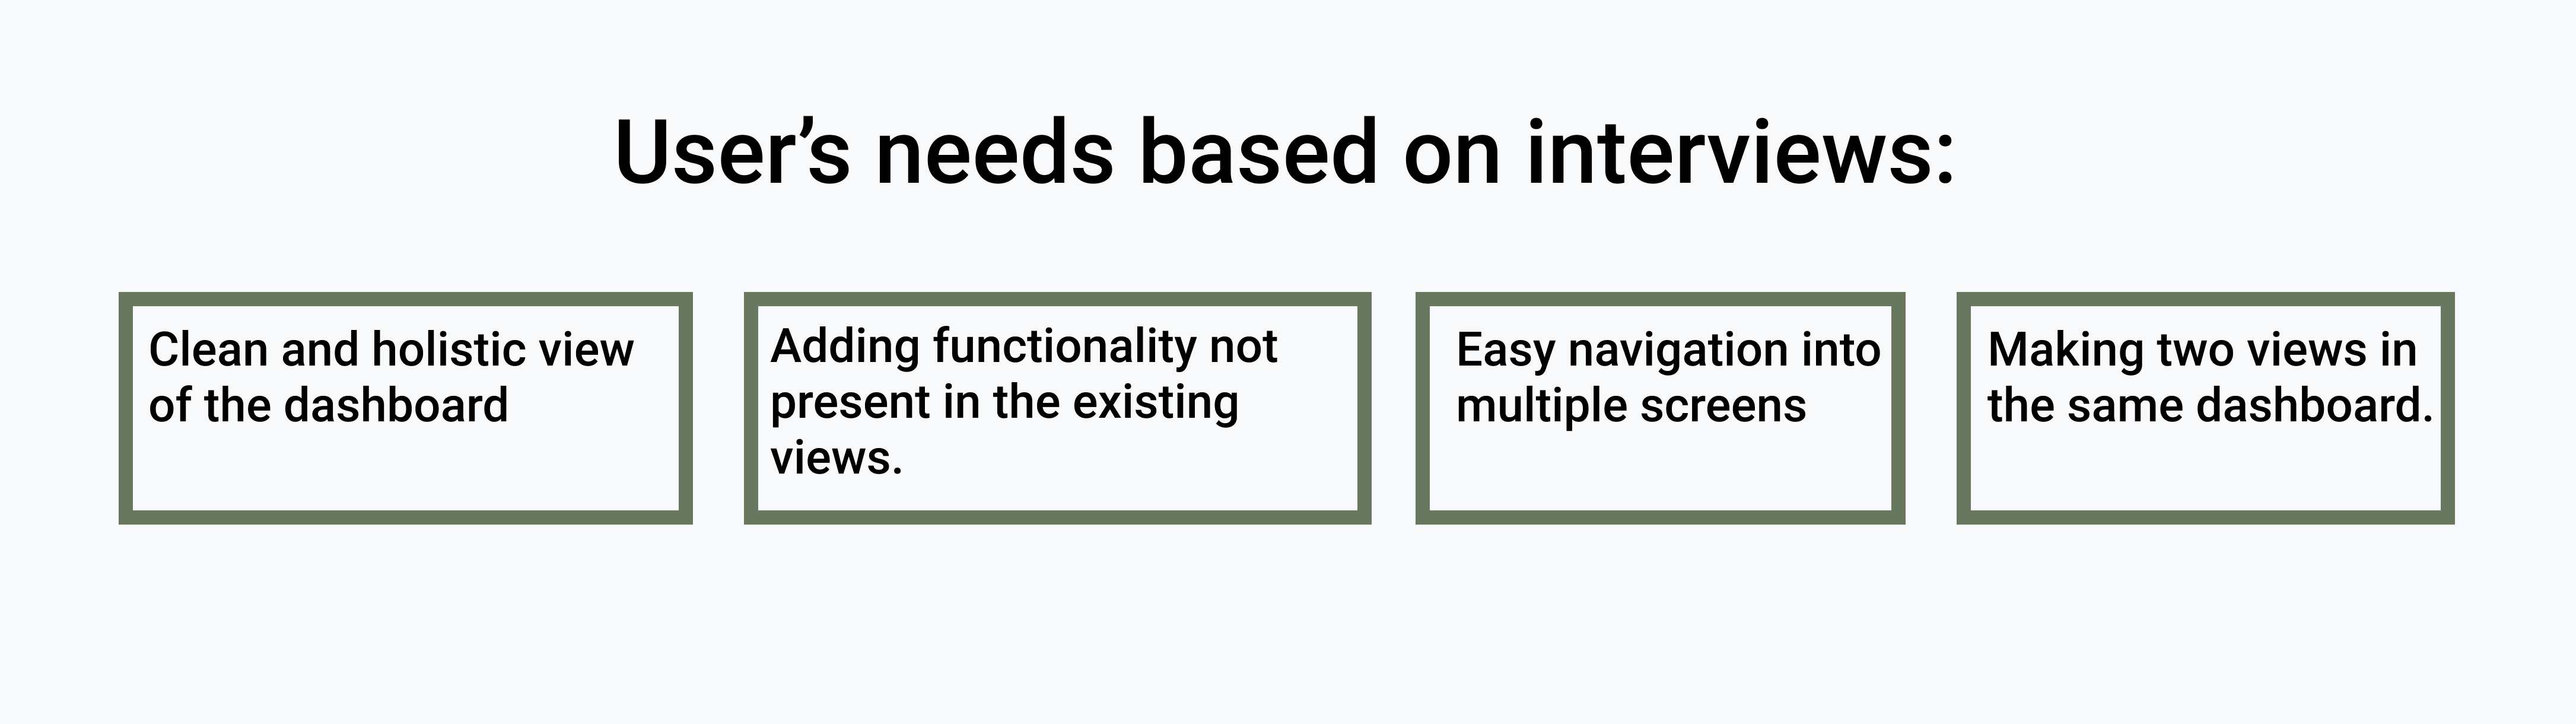 User’s needs based on interviews:
Clean and holistic view
of the dashboard
Adding functionality not
present in the existing
views.
Easy navigation into
multiple screens
Making two views in
the same dashboard.